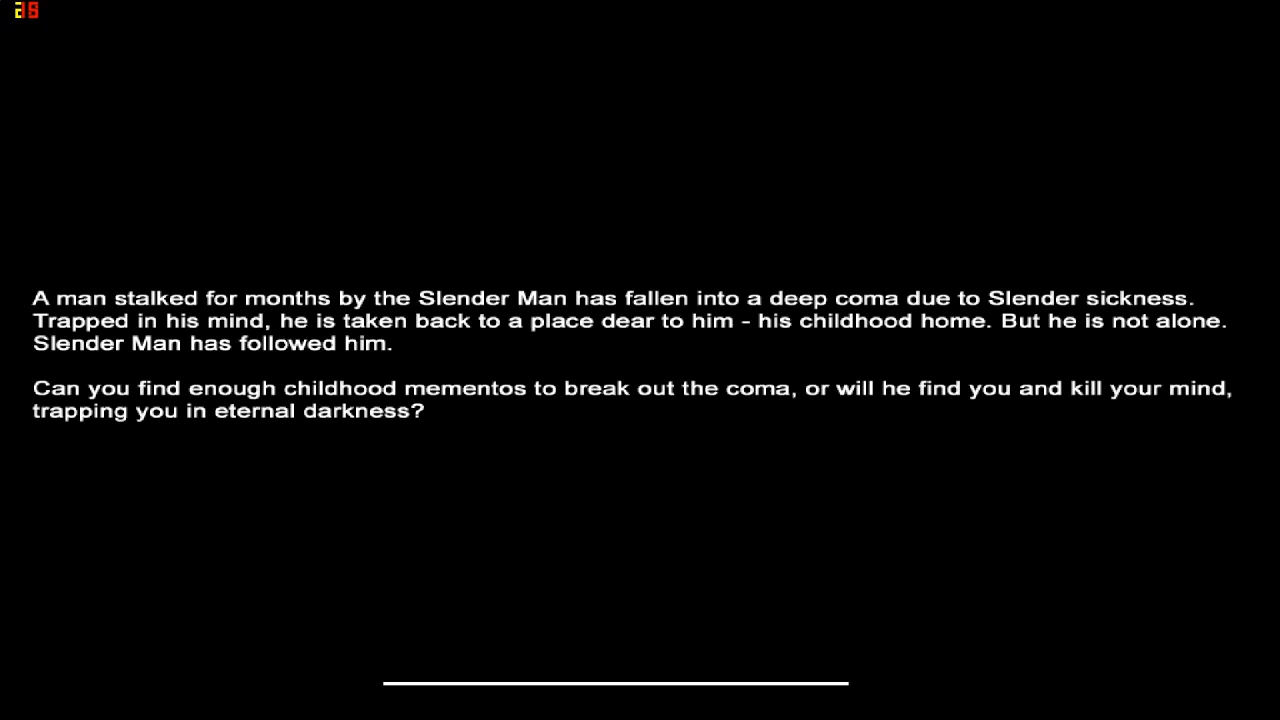 A man stalked for months by the Slender Man has fallen into a deep coma due to Slender sickness.
Trapped in his mind, he is taken back to a place dear to him - his childhood home. But he is not alone.
Slender Man has followed him.
Can you find enough childhood mementos to break out the coma, or will he find you and kill your mind,
trapping you in eternal darkness?